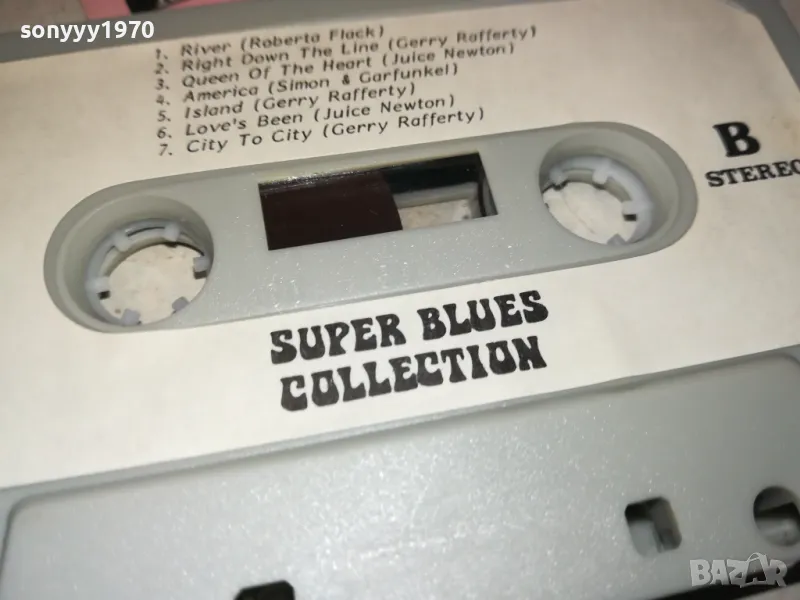 sonyyy1970
1. River (Roberta Flack)
2. Right Down The Line (Gerry Rafferty)
3. Queen Of The Heart (Juice Newton)
4. America (Simon & Garfunkel)
5. Island (Gerry Rafferty)
6. Love's Been (Juice Newton)
7. City To City (Gerry Rafferty)
B
STEREO
SUPER BLUES
COLLECTION
BAZAR